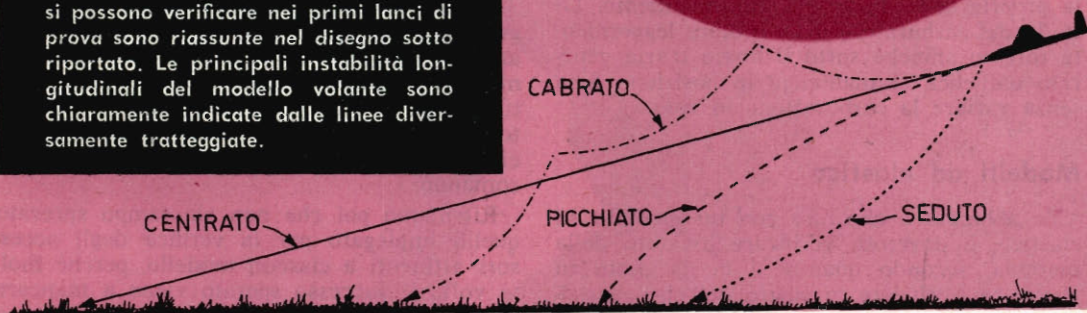 si possono verificare nei primi lanci di
prova sono riassunte nel disegno sotto
riportato. Le principali instabilità lon-
gitudinali del modello volante sono
chiaramente indicate dalle linee diver-
samente tratteggiate.
CABRATO
CENTRATO
PICCHIATO
SEDUTO